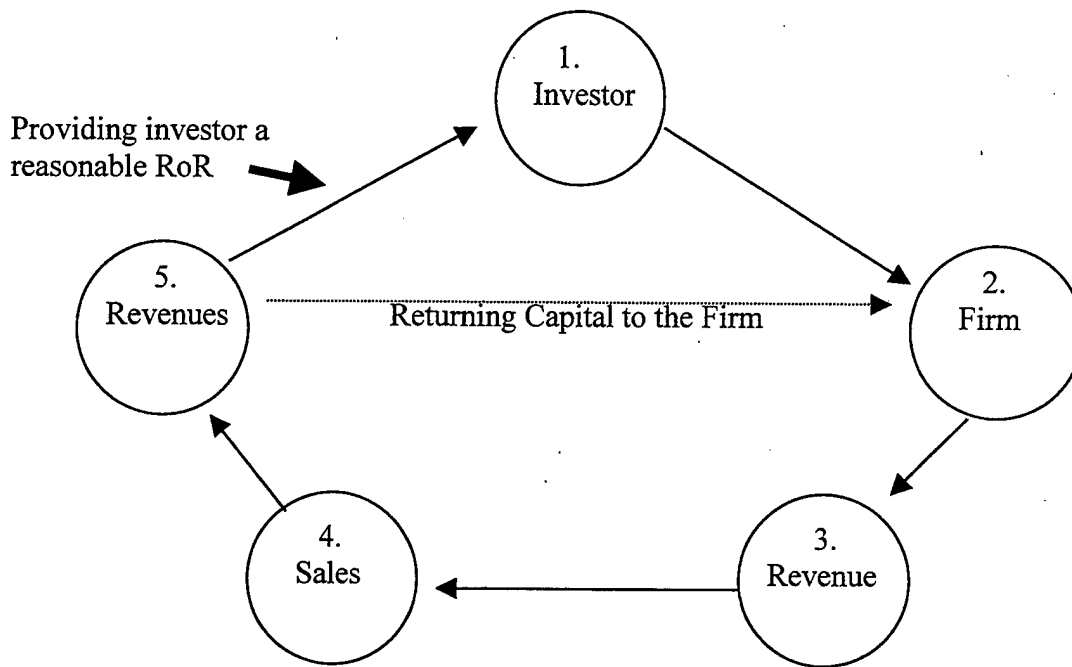 1.
Investor
Providing investor a
reasonable RoR
5.
Revenues
Returning Capital to the Firm
2.
Firm
4.
Sales
3.
Revenue